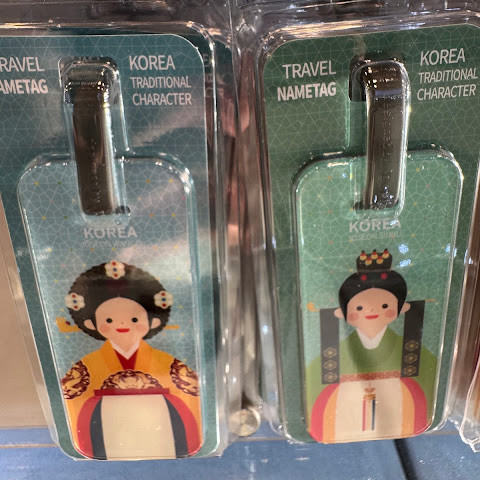 TRAVEL
NAMETAG
KOREA
TRADITIONAL
CHARACTER
KOREA
TRAVEL
NAMETAG
KOREA
TRADITIONAL
CHARACTER
KOREA